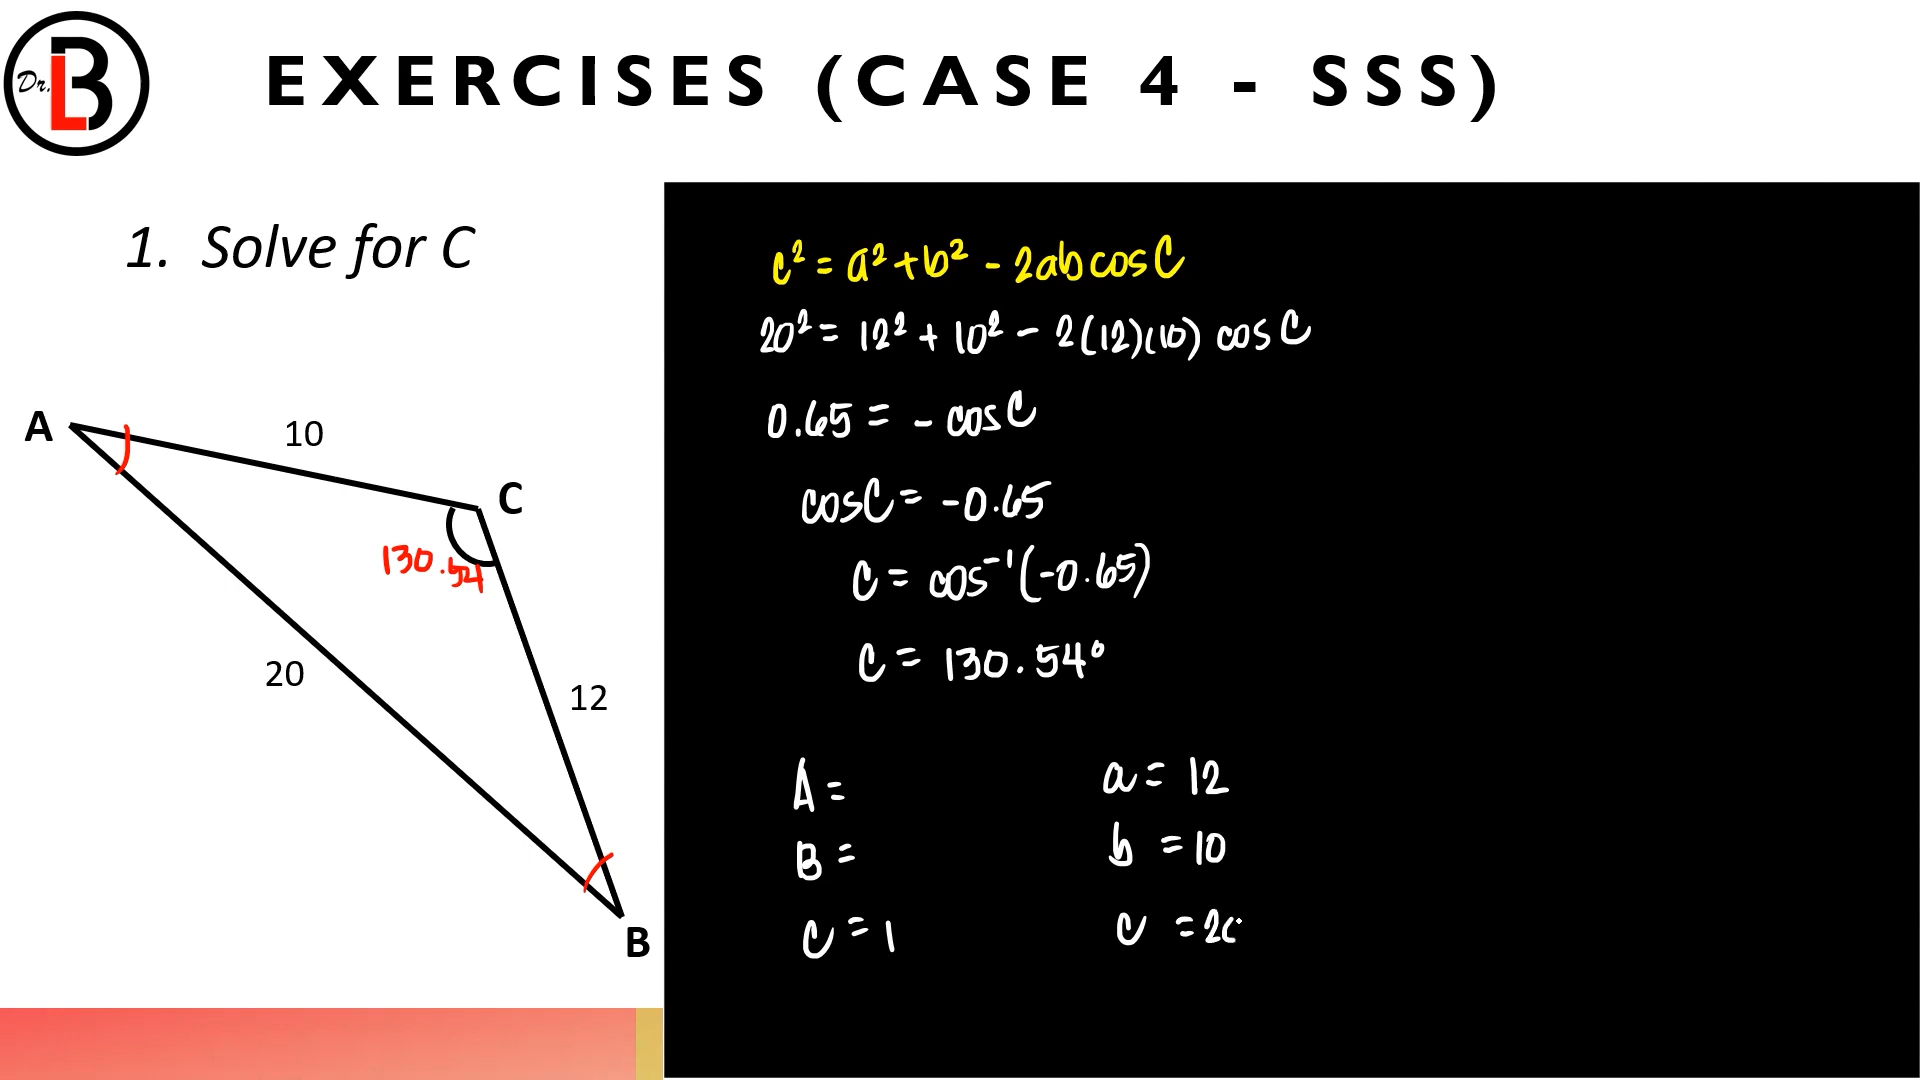 Dr. LB
EXERCISES (CASE 4 - SSS)
1. Solve for C
A
10
C
130.54
20
12
B
c² = a² + b² - 2ab cos C
20² = 12² + 10² - 2(12)(10) cos C
0.65 = - cos C
cos C = -0.65
C = cos⁻¹(-0.65)
C = 130.54°
A =
a = 12
B =
b = 10
C = 1
c = 20